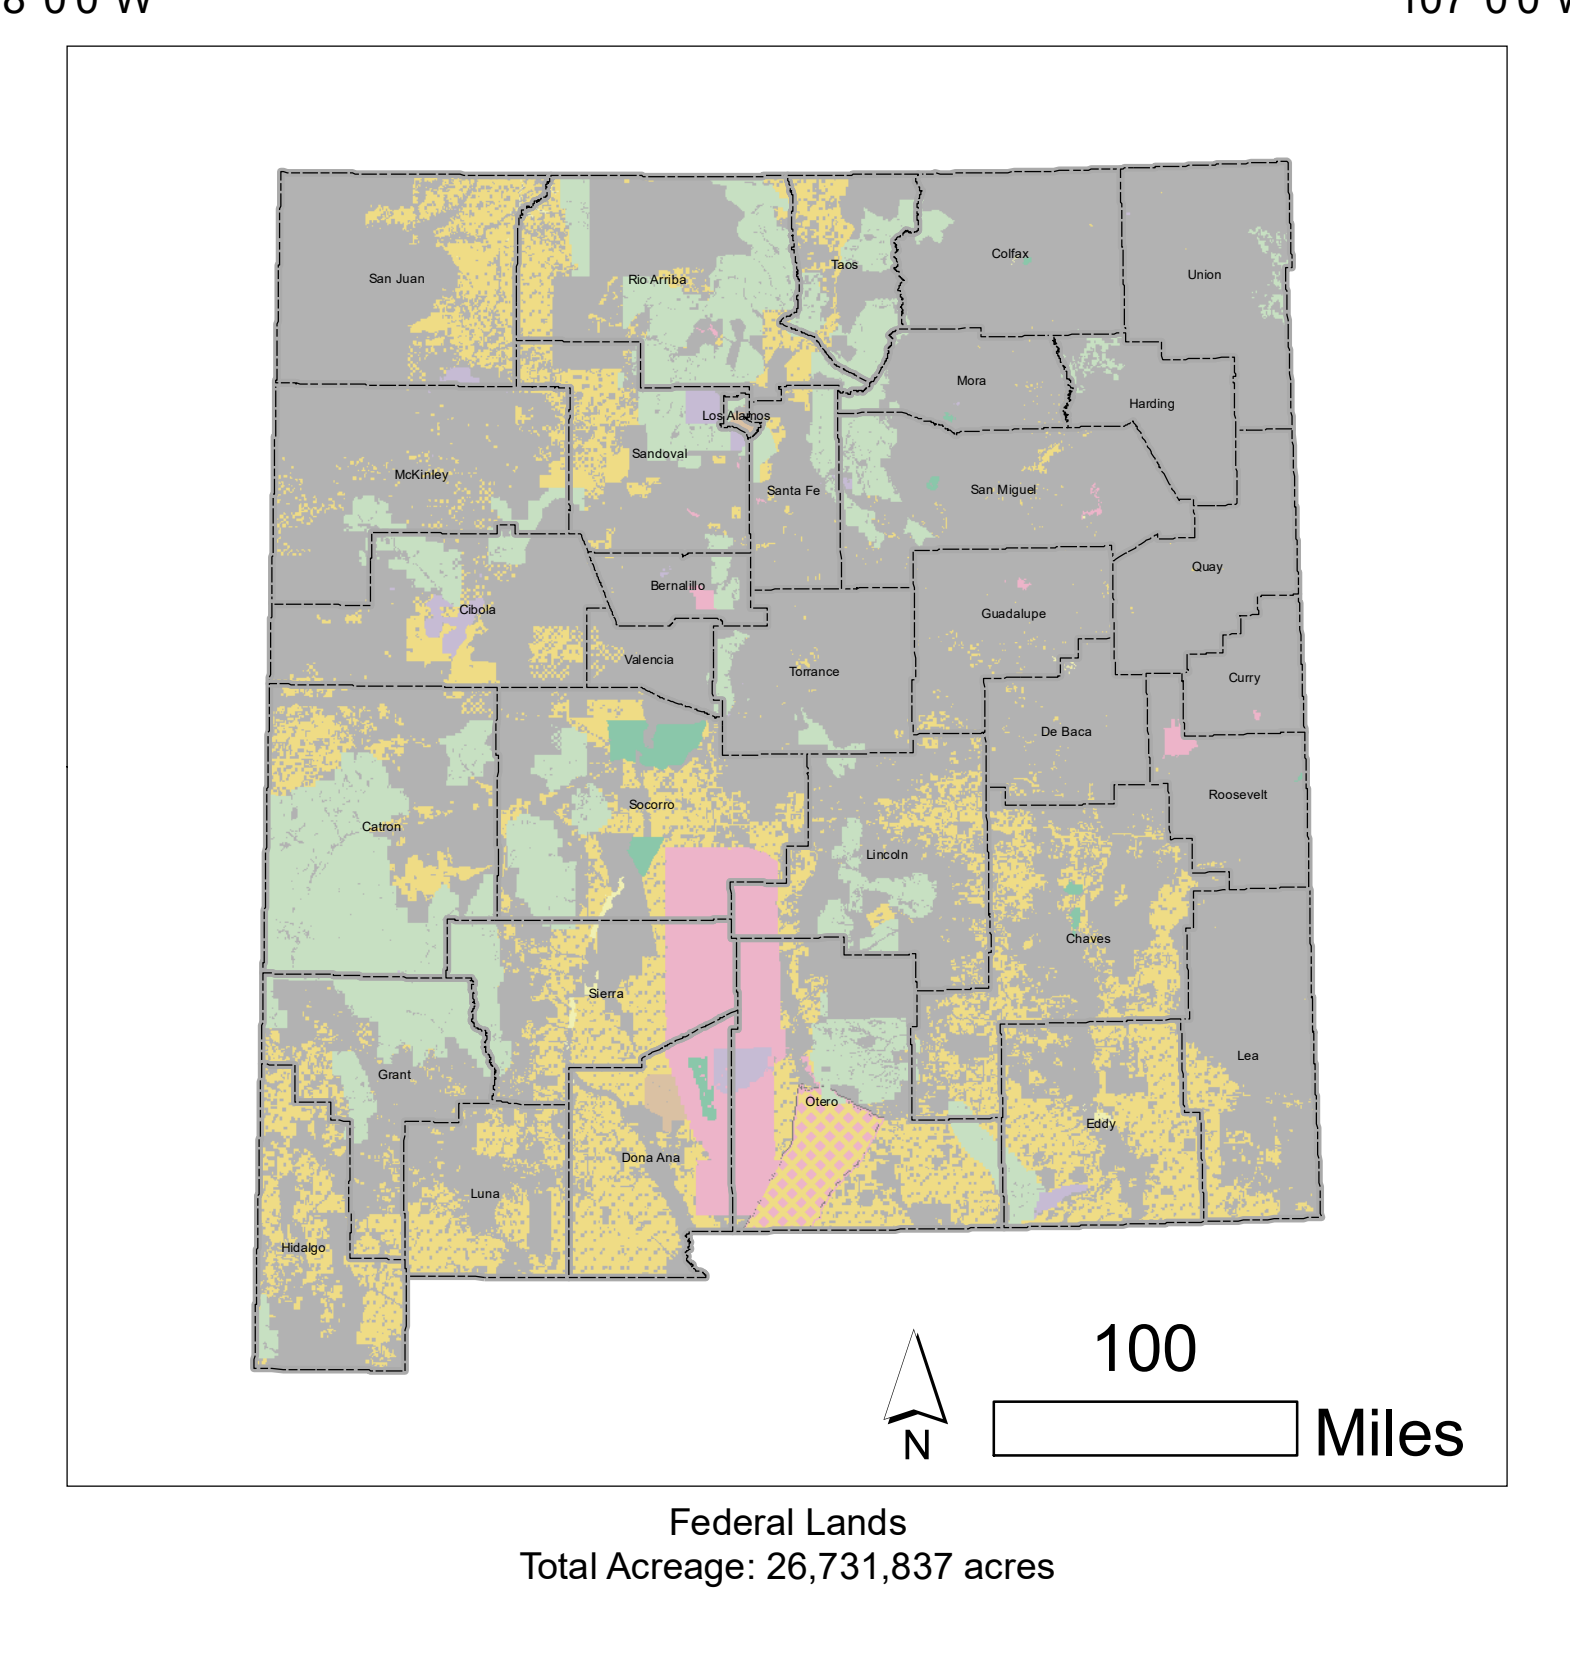 San Juan
Rio Arriba
Taos
Colfax
Union
Mora
Harding
Los Alamos
Sandoval
McKinley
Santa Fe
San Miguel
Quay
Bernalillo
Cibola
Guadalupe
Valencia
Torrance
Curry
De Baca
Roosevelt
Socorro
Catron
Lincoln
Chaves
Sierra
Lea
Grant
Otero
Eddy
Dona Ana
Luna
Hidalgo
100
Miles
N
Federal Lands
Total Acreage: 26,731,837 acres